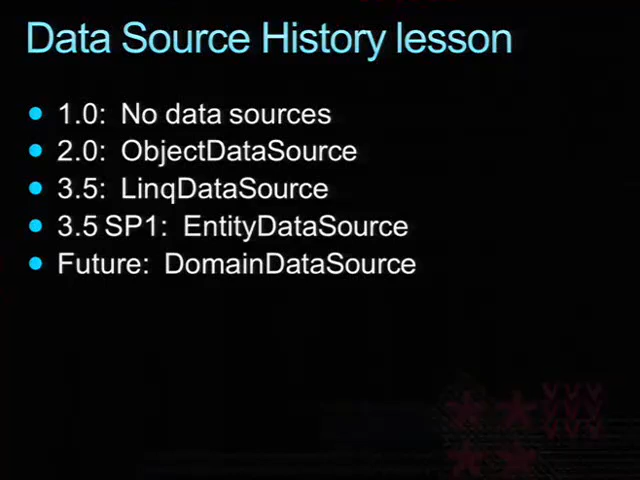 Data Source History lesson
1.0: No data sources
2.0: ObjectDataSource
3.5: LinqDataSource
3.5 SP1: EntityDataSource
Future: DomainDataSource